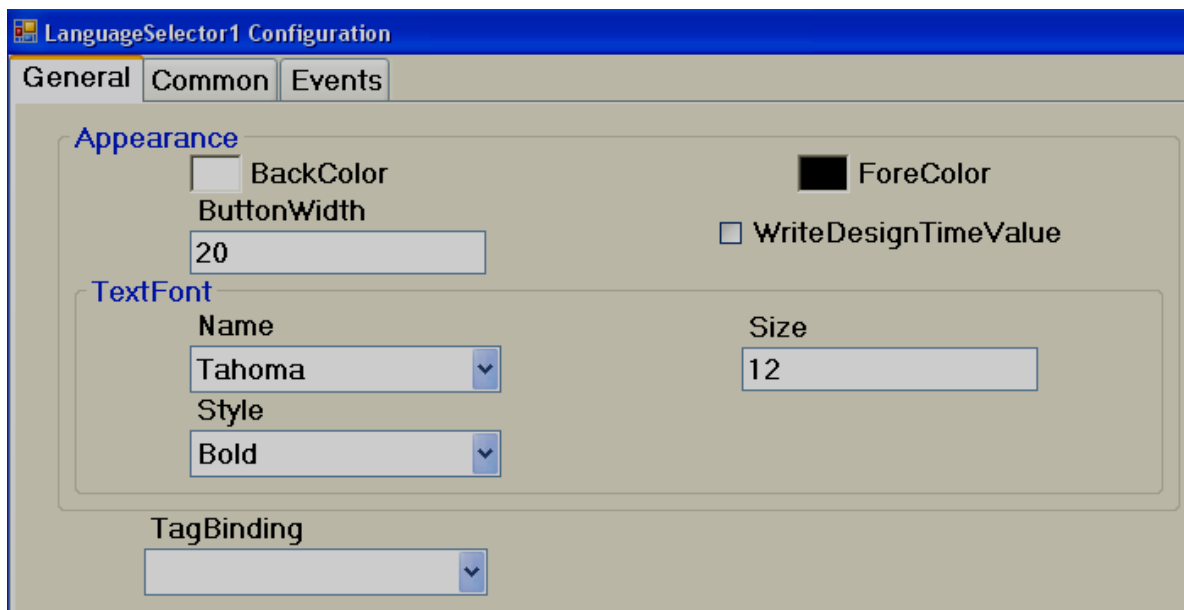 LanguageSelector1 Configuration
General Common Events
Appearance
BackColor ForeColor
ButtonWidth
WriteDesignTimeValue
20
TextFont
Name Size
Tahoma 12
Style
Bold
TagBinding